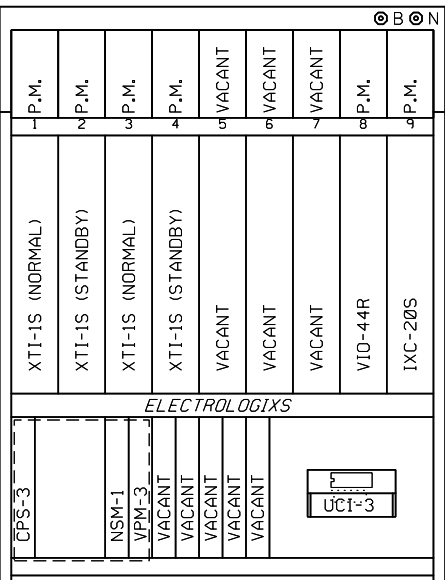 B N
P.M.
P.M.
P.M.
P.M.
VACANT
VACANT
VACANT
P.M.
P.M.
1 2 3 4 5 6 7 8 9
XTI-1S (NORMAL)
XTI-1S (STANDBY)
XTI-1S (NORMAL)
XTI-1S (STANDBY)
VACANT
VACANT
VACANT
VIO-44R
IXC-20S
ELECTROLOGIXS
CPS-3
NSM-1
VPM-3
VACANT
VACANT
VACANT
VACANT
VACANT
UCI-3